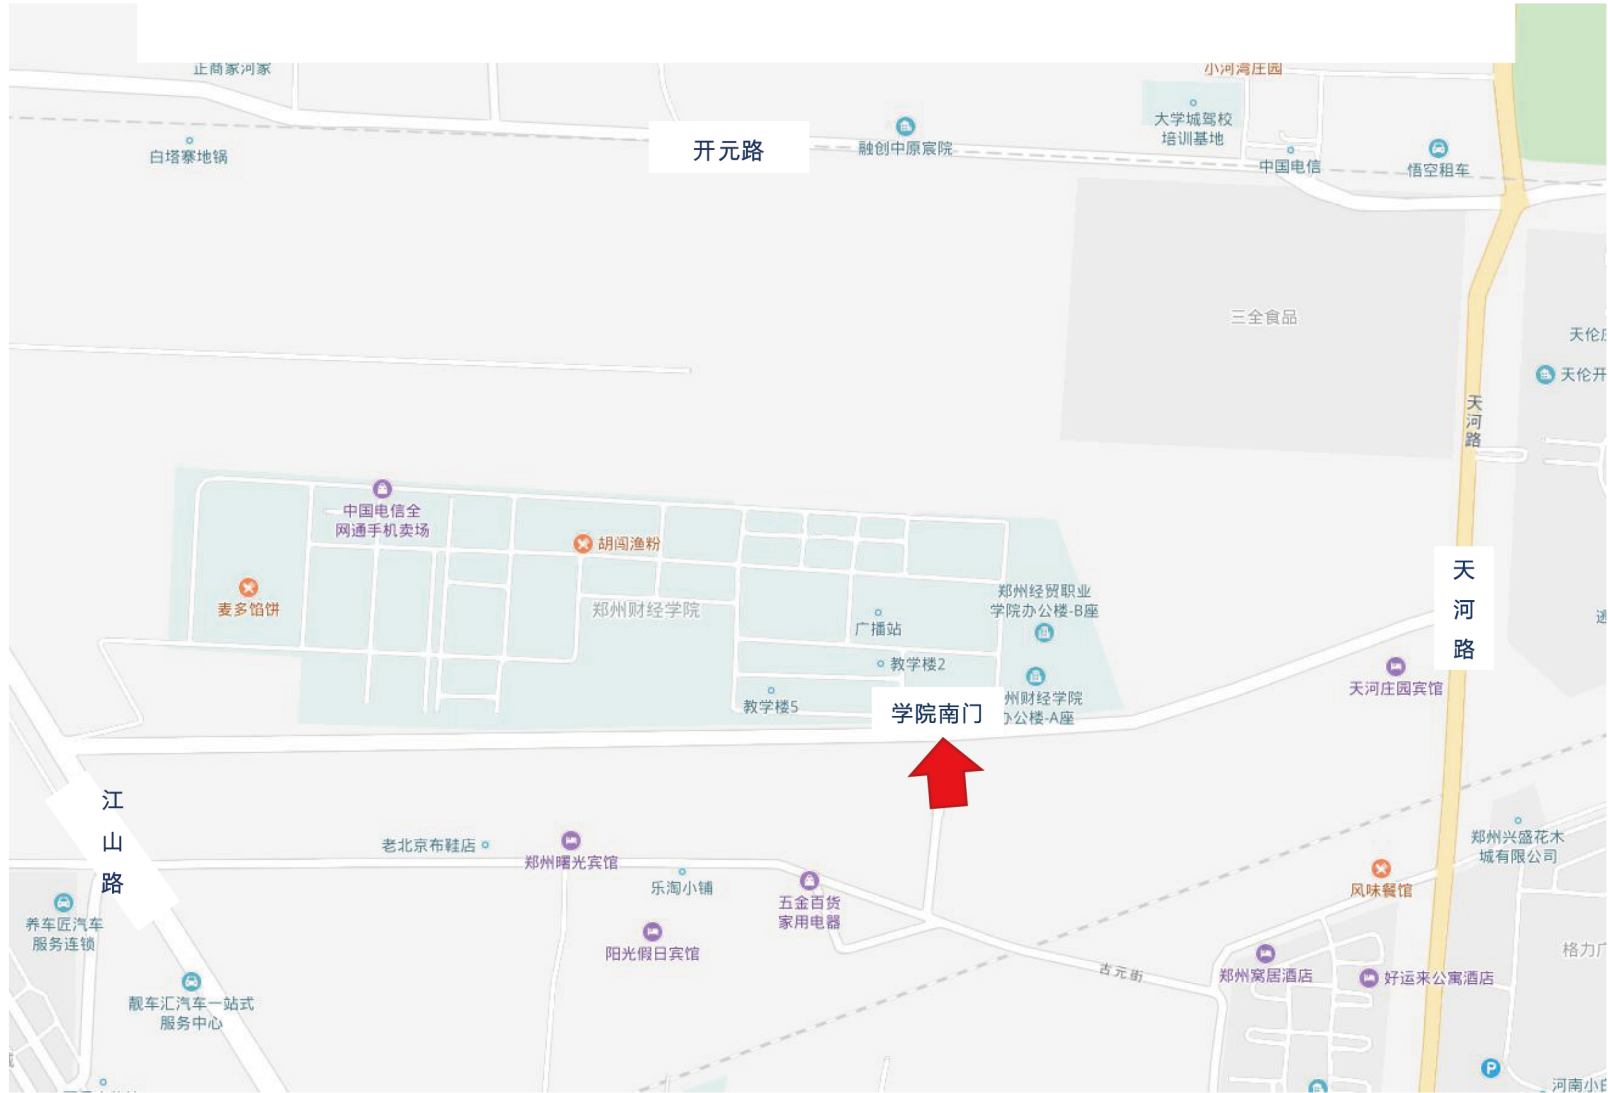 正商家河家
小河湾庄园
大学城驾校
培训基地
白塔寨地锅
开元路
融创中原宸院
中国电信
悟空租车
三全食品
天伦
天伦开
天河路
中国电信全
网通手机卖场
胡闯渔粉
麦多馅饼
郑州财经学院
郑州经贸职业
学院办公楼-B座
广播站
教学楼2
教学楼5
学院南门
州财经学院
办公楼-A座
天
河
路
天河庄园宾馆
江
山
路
老北京布鞋店
郑州曙光宾馆
乐淘小铺
五金百货
家用电器
阳光假日宾馆
养车匠汽车
服务连锁
靓车汇汽车一站式
服务中心
古元街
郑州窝居酒店
好运来公寓酒店
风味餐馆
郑州兴盛花木
城有限公司
格力
P
河南小